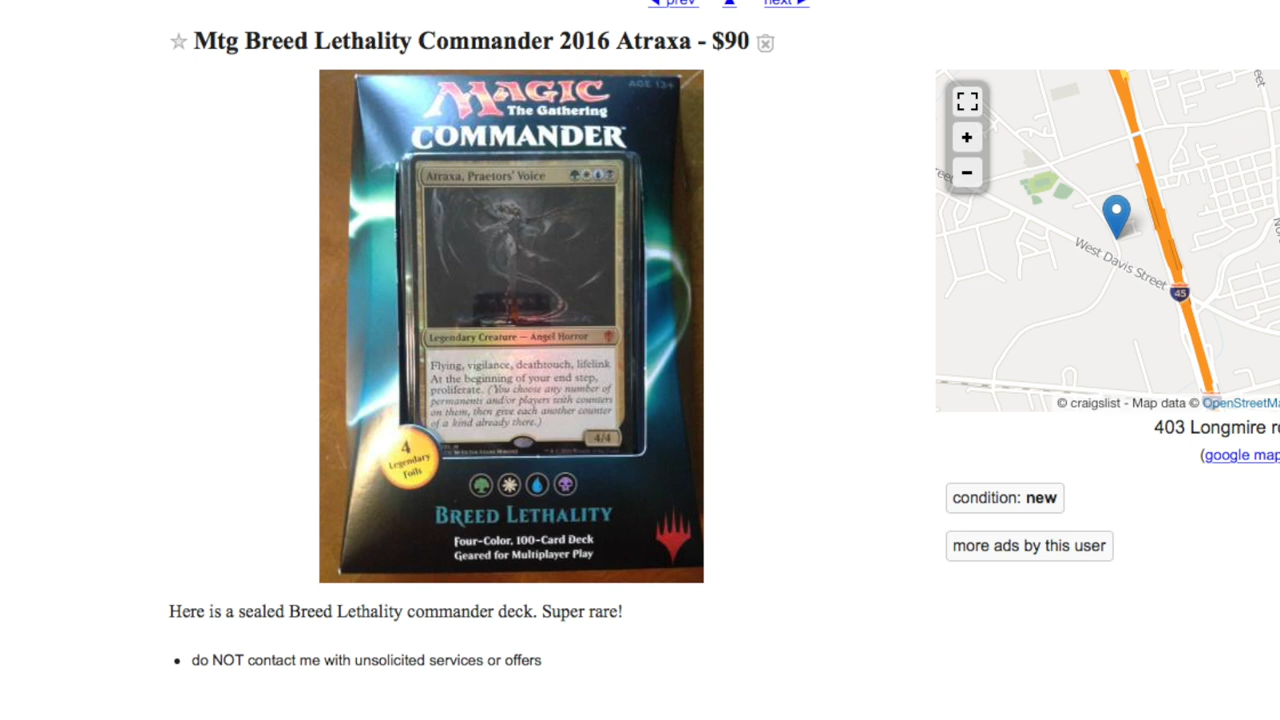 ◄ prev ▲ next ►
☆ Mtg Breed Lethality Commander 2016 Atraxa - $90
AGE 13+
MAGIC
The Gathering
COMMANDER
Atraxa, Praetors' Voice
Legendary Creature — Angel Horror
Flying, vigilance, deathtouch, lifelink
At the beginning of your end step,
proliferate. (You choose any number of
permanents and/or players with counters
on them, then give each another counter
of a kind already there.)
4/4
4
Legendary
Foils
BREED LETHALITY
Four-Color, 100-Card Deck
Geared for Multiplayer Play
Here is a sealed Breed Lethality commander deck. Super rare!
• do NOT contact me with unsolicited services or offers
+
−
West Davis Street
45
© craigslist - Map data © OpenStreetMa
403 Longmire r
(google map
condition: new
more ads by this user